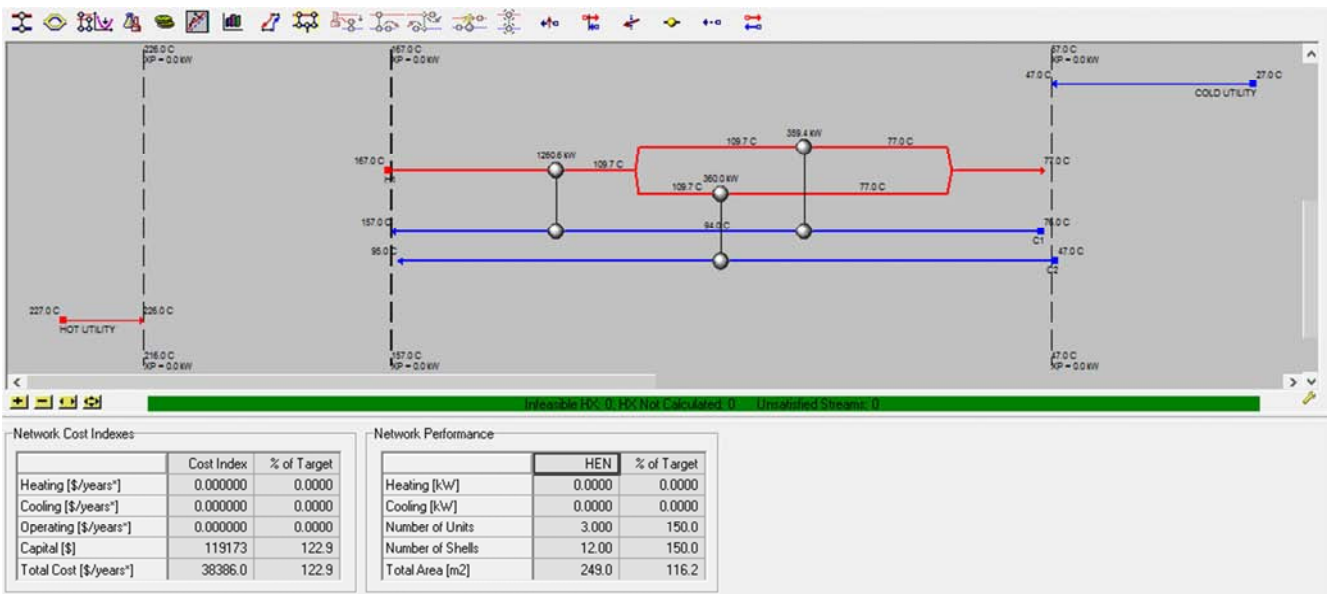 226.0 C
XP = 0.0 kW
167.0 C
XP = 0.0 kW
57.0 C
XP = 0.0 kW
47.0 C
27.0 C
COLD UTILITY
109.7 C
359.4 kW
77.0 C
167.0 C
1260.6 kW
109.7 C
77.0 C
109.7 C
360.0 kW
77.0 C
157.0 C
94.0 C
76.0 C
C1
95.0 C
47.0 C
C2
227.0 C
226.0 C
HOT UTILITY
216.0 C
XP = 0.0 kW
157.0 C
XP = 0.0 kW
47.0 C
XP = 0.0 kW
Infeasible HX: 0; HX Not Calculated: 0 Unsatisfied Streams: 0
Network Cost Indexes
Cost Index % of Target
Heating [$/years*] 0.000000 0.0000
Cooling [$/years*] 0.000000 0.0000
Operating [$/years*] 0.000000 0.0000
Capital [$] 119173 122.9
Total Cost [$/years*] 38386.0 122.9
Network Performance
HEN % of Target
Heating [kW] 0.0000 0.0000
Cooling [kW] 0.0000 0.0000
Number of Units 3.000 150.0
Number of Shells 12.00 150.0
Total Area [m2] 249.0 116.2